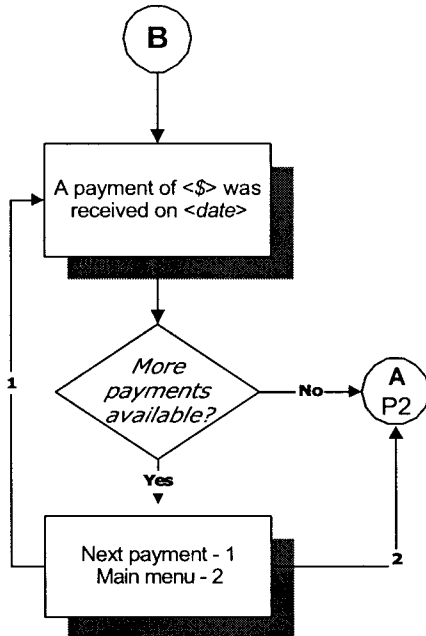 B
A payment of <$> was
received on <date>
More
payments
available?
No
A
P2
1
Yes
Next payment - 1
Main menu - 2
2